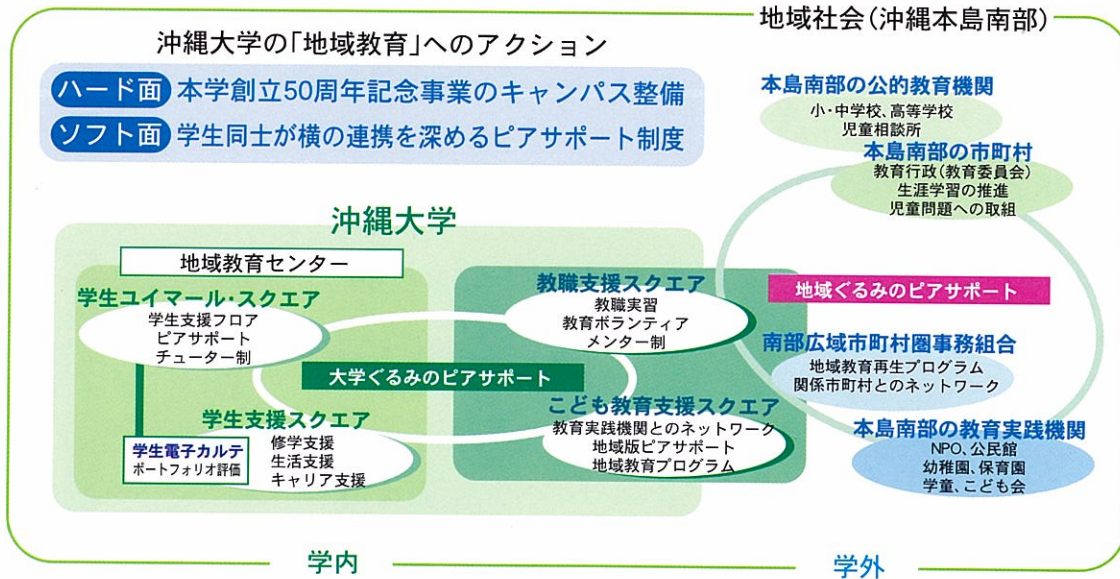 地域社会(沖縄本島南部)
沖縄大学の「地域教育」へのアクション
ハード面 本学創立50周年記念事業のキャンパス整備
ソフト面 学生同士が横の連携を深めるピアサポート制度
本島南部の公的教育機関
小・中学校、高等学校
児童相談所
本島南部の市町村
教育行政(教育委員会)
生涯学習の推進
児童問題への取組
沖縄大学
地域教育センター
学生ユイマール・スクエア
学生支援フロア
ピアサポート
チューター制
教職支援スクエア
教職実習
教育ボランティア
メンター制
地域ぐるみのピアサポート
大学ぐるみのピアサポート
南部広域市町村圏事務組合
地域教育再生プログラム
関係市町村とのネットワーク
学生支援スクエア
修学支援
生活支援
キャリア支援
学生電子カルテ
ポートフォリオ評価
こども教育支援スクエア
教育実践機関とのネットワーク
地域版ピアサポート
地域教育プログラム
本島南部の教育実践機関
NPO、公民館
幼稚園、保育園
学童、こども会
学内
学外